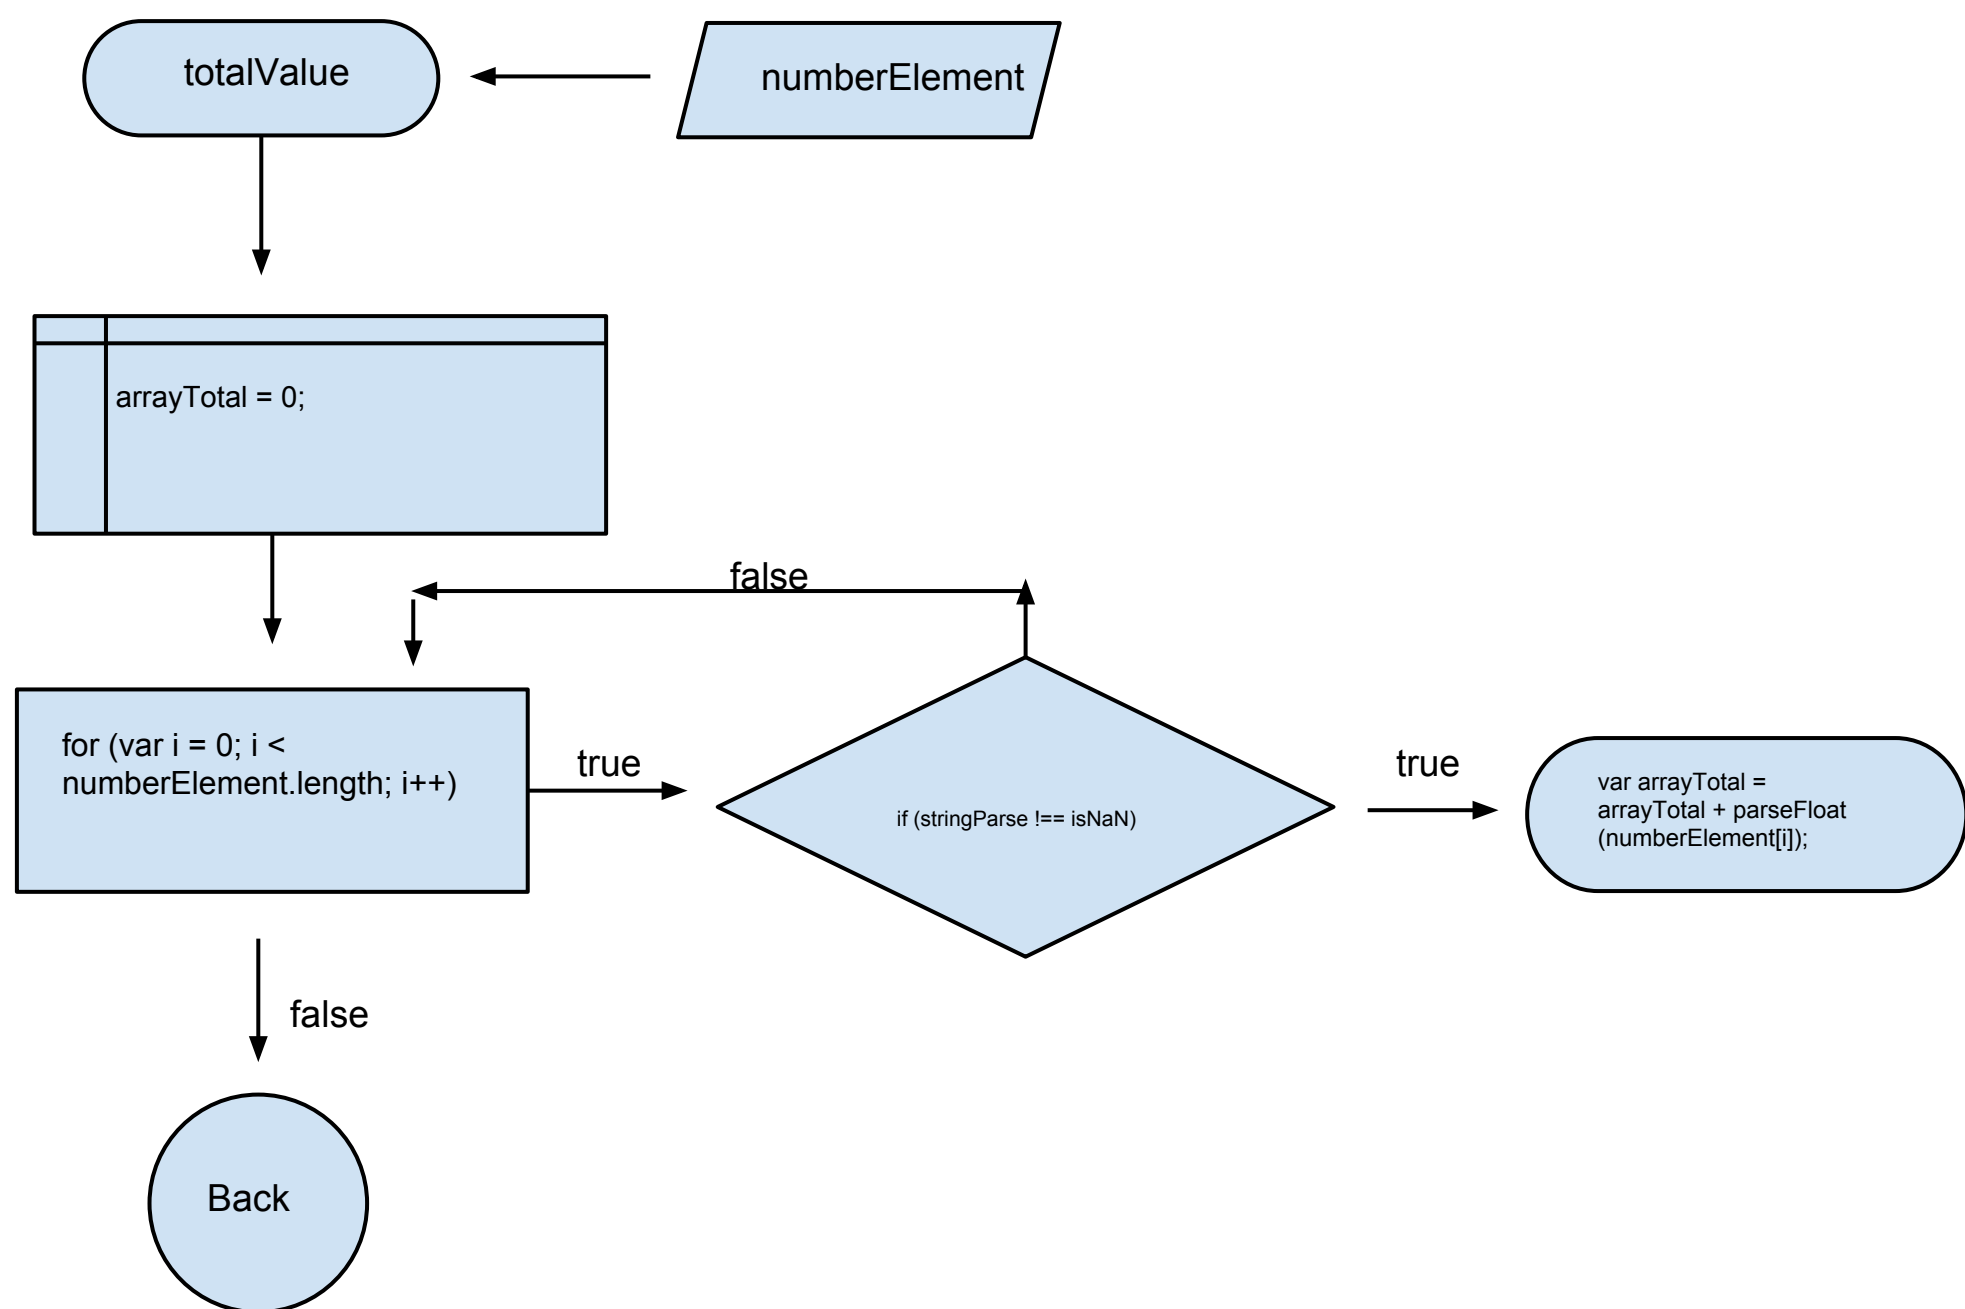 totalValue
numberElement
arrayTotal = 0;
false
for (var i = 0; i <
numberElement.length; i++)
true
if (stringParse !== isNaN)
true
var arrayTotal =
arrayTotal + parseFloat
(numberElement[i]);
false
Back